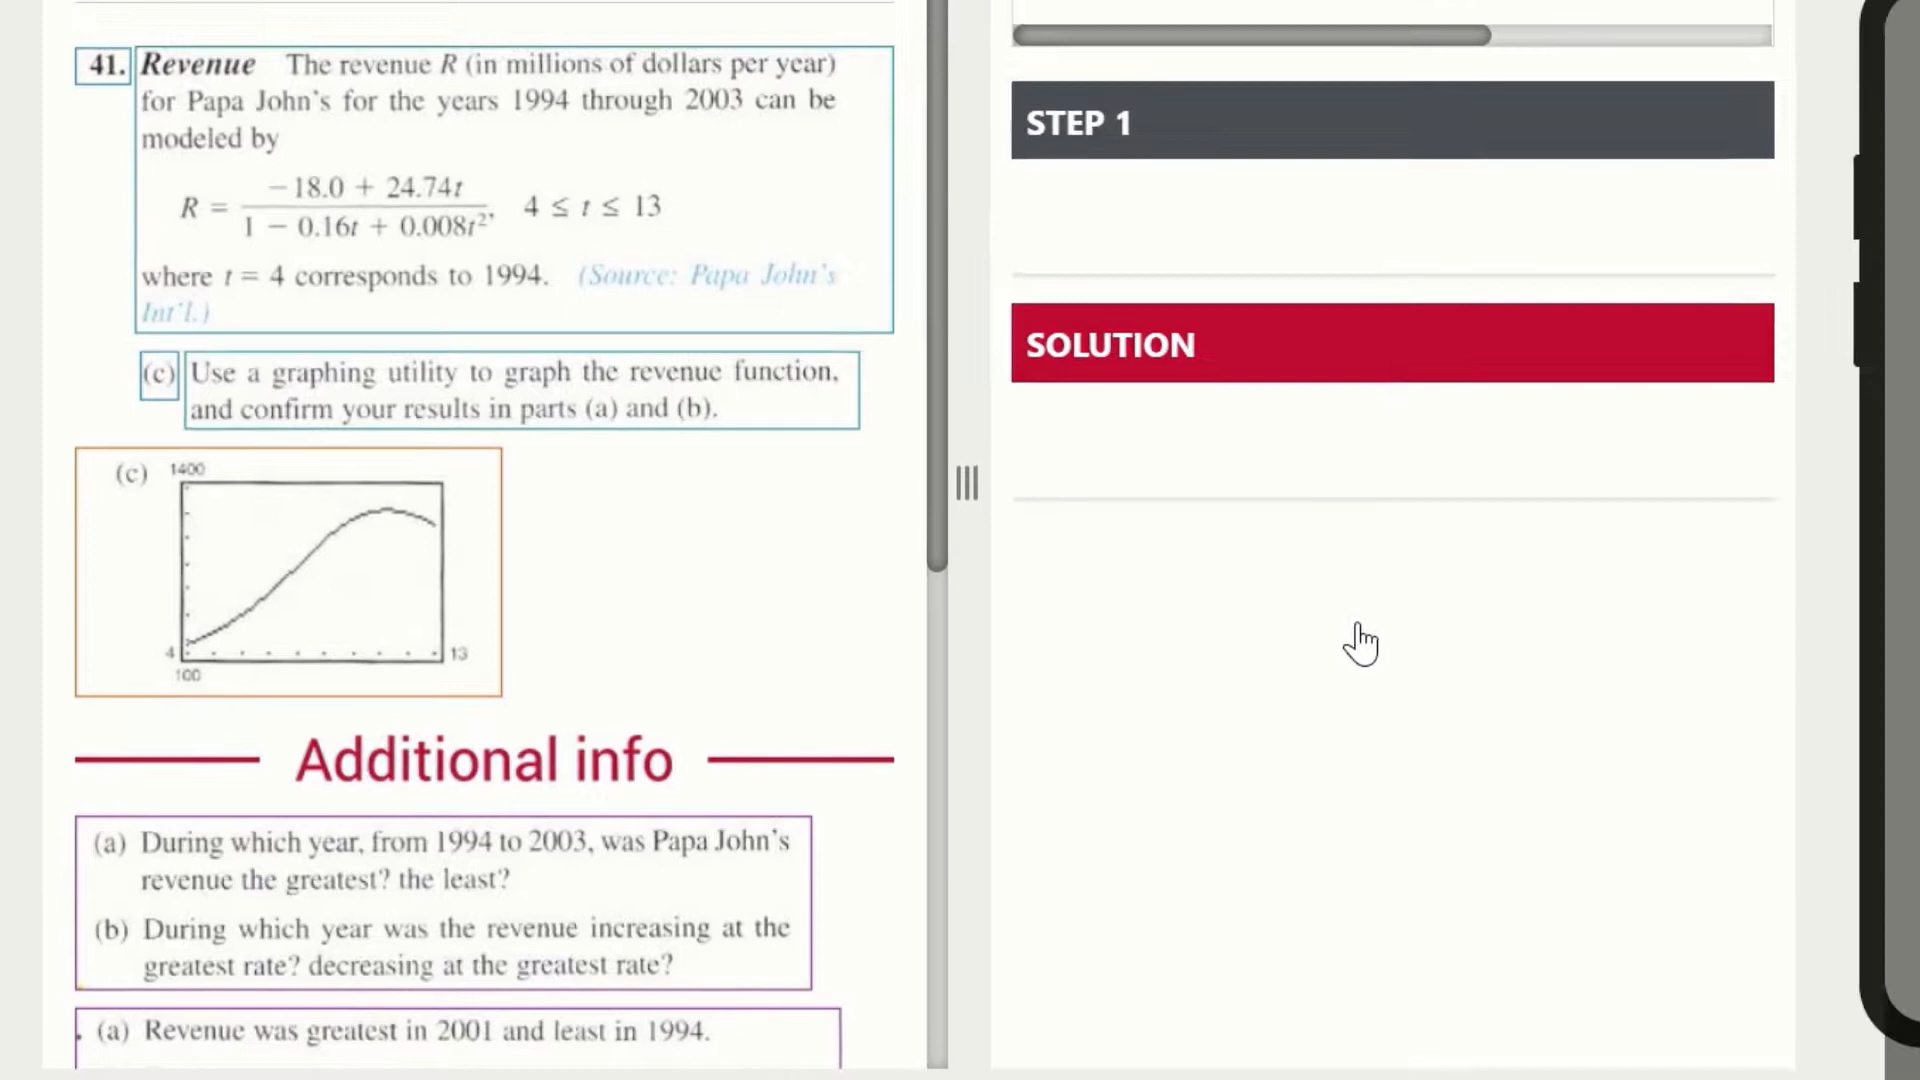 41. Revenue The revenue R (in millions of dollars per year)
for Papa John's for the years 1994 through 2003 can be
modeled by
R = \frac{-18.0 + 24.74t}{1 - 0.16t + 0.008t^2}, 4 ≤ t ≤ 13
where t = 4 corresponds to 1994. (Source: Papa John's
Int'l.)
(c) Use a graphing utility to graph the revenue function,
and confirm your results in parts (a) and (b).
(c) 1400
4 13
100
Additional info
(a) During which year, from 1994 to 2003, was Papa John's
revenue the greatest? the least?
(b) During which year was the revenue increasing at the
greatest rate? decreasing at the greatest rate?
(a) Revenue was greatest in 2001 and least in 1994.
STEP 1
SOLUTION